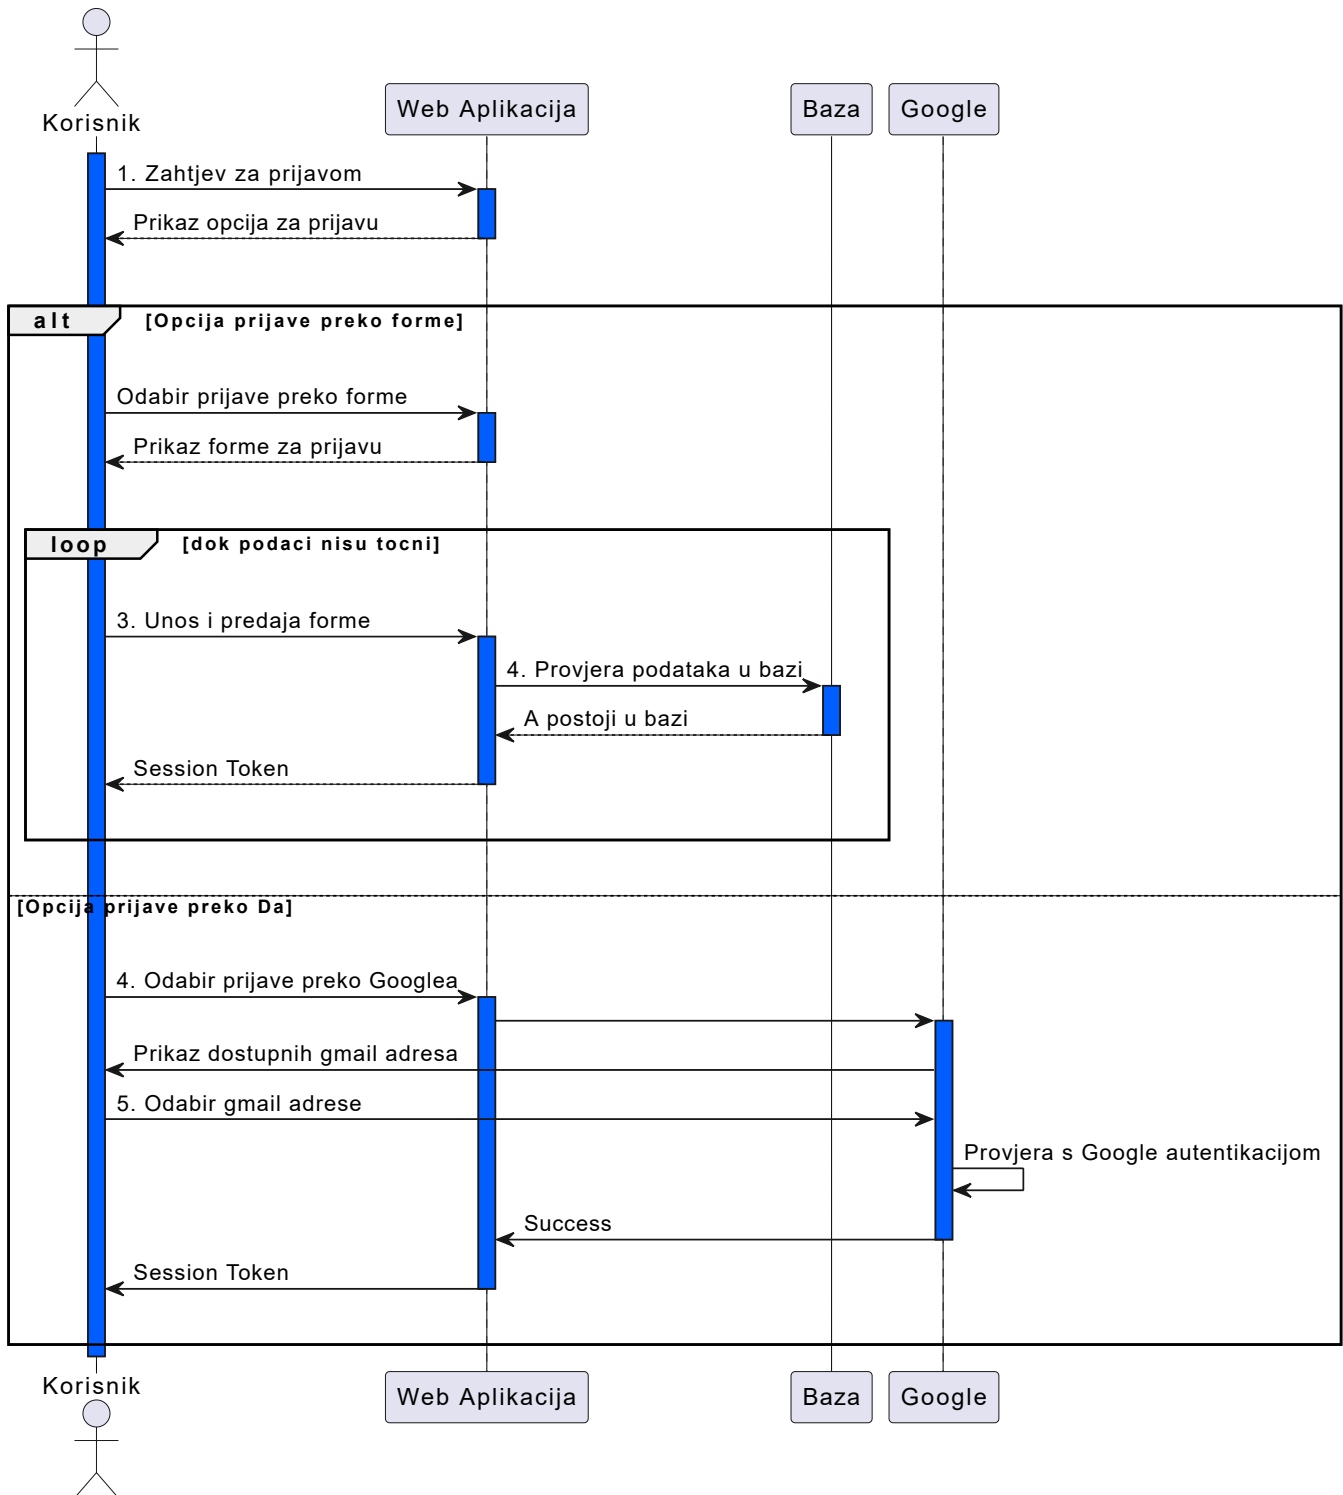 Korisnik
Web Aplikacija
Baza
Google
1. Zahtjev za prijavom
Prikaz opcija za prijavu
alt
[Opcija prijave preko forme]
Odabir prijave preko forme
Prikaz forme za prijavu
loop
[dok podaci nisu tocni]
3. Unos i predaja forme
4. Provjera podataka u bazi
A postoji u bazi
Session Token
[Opcija prijave preko Da]
4. Odabir prijave preko Googlea
Prikaz dostupnih gmail adresa
5. Odabir gmail adrese
Provjera s Google autentikacijom
Success
Session Token
Korisnik
Web Aplikacija
Baza
Google